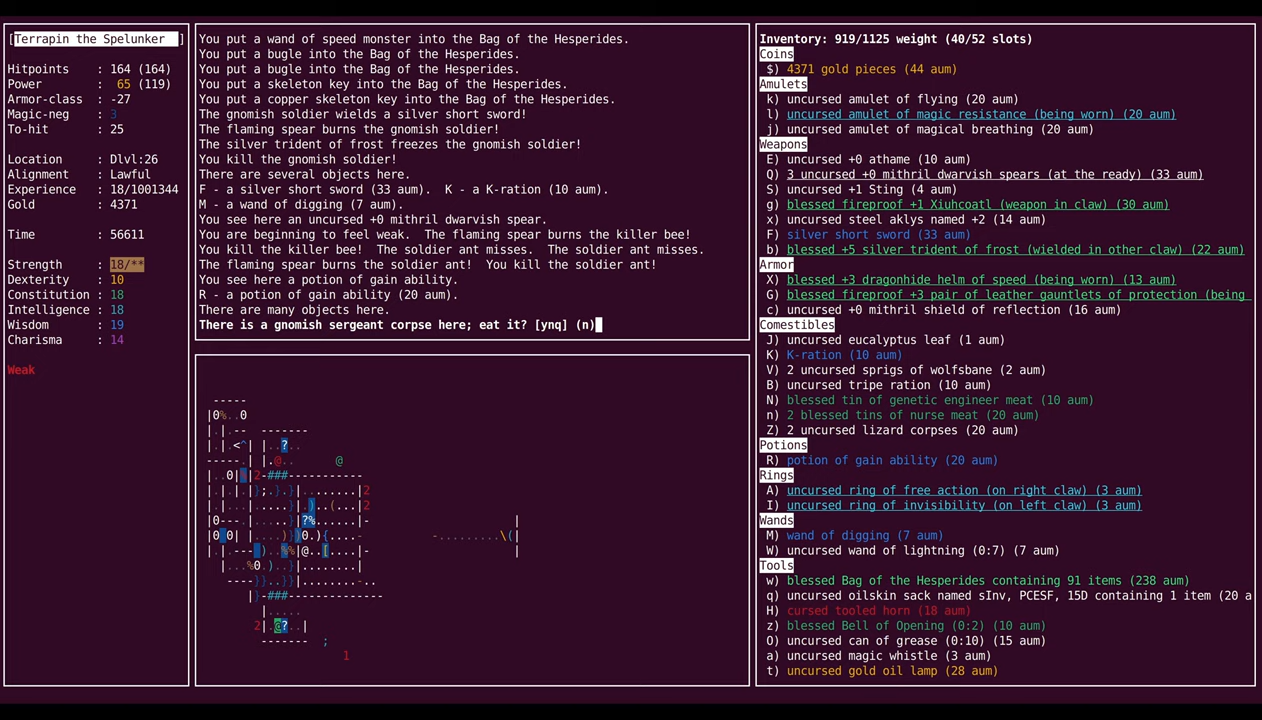 [Terrapin the Spelunker ]
Hitpoints : 164 (164)
Power : 65 (119)
Armor-class : -27
Magic-neg : 3
To-hit : 25
Location : Dlvl:26
Alignment : Lawful
Experience : 18/1001344
Gold : 4371
Time : 56611
Strength : 18/**
Dexterity : 10
Constitution : 18
Intelligence : 18
Wisdom : 19
Charisma : 14
Weak
You put a wand of speed monster into the Bag of the Hesperides.
You put a bugle into the Bag of the Hesperides.
You put a bugle into the Bag of the Hesperides.
You put a skeleton key into the Bag of the Hesperides.
You put a copper skeleton key into the Bag of the Hesperides.
The gnomish soldier wields a silver short sword!
The flaming spear burns the gnomish soldier!
The silver trident of frost freezes the gnomish soldier!
You kill the gnomish soldier!
There are several objects here.
F - a silver short sword (33 aum).  K - a K-ration (10 aum).
M - a wand of digging (7 aum).
You see here an uncursed +0 mithril dwarvish spear.
You are beginning to feel weak.  The flaming spear burns the killer bee!
You kill the killer bee!  The soldier ant misses.  The soldier ant misses.
The flaming spear burns the soldier ant!  You kill the soldier ant!
You see here a potion of gain ability.
R - a potion of gain ability (20 aum).
There are many objects here.
There is a gnomish sergeant corpse here; eat it? [ynq] (n)
Inventory: 919/1125 weight (40/52 slots)
Coins
$) 4371 gold pieces (44 aum)
Amulets
k) uncursed amulet of flying (20 aum)
l) uncursed amulet of magic resistance (being worn) (20 aum)
j) uncursed amulet of magical breathing (20 aum)
Weapons
E) uncursed +0 athame (10 aum)
Q) 3 uncursed +0 mithril dwarvish spears (at the ready) (33 aum)
S) uncursed +1 Sting (4 aum)
g) blessed fireproof +1 Xiuhcoatl (weapon in claw) (30 aum)
x) uncursed steel aklys named +2 (14 aum)
F) silver short sword (33 aum)
b) blessed +5 silver trident of frost (wielded in other claw) (22 aum)
Armor
X) blessed +3 dragonhide helm of speed (being worn) (13 aum)
G) blessed fireproof +3 pair of leather gauntlets of protection (being
c) uncursed +0 mithril shield of reflection (16 aum)
Comestibles
J) uncursed eucalyptus leaf (1 aum)
K) K-ration (10 aum)
V) 2 uncursed sprigs of wolfsbane (2 aum)
B) uncursed tripe ration (10 aum)
N) blessed tin of genetic engineer meat (10 aum)
n) 2 blessed tins of nurse meat (20 aum)
Z) 2 uncursed lizard corpses (20 aum)
Potions
R) potion of gain ability (20 aum)
Rings
A) uncursed ring of free action (on right claw) (3 aum)
I) uncursed ring of invisibility (on left claw) (3 aum)
Wands
M) wand of digging (7 aum)
W) uncursed wand of lightning (0:7) (7 aum)
Tools
w) blessed Bag of the Hesperides containing 91 items (238 aum)
q) uncursed oilskin sack named sInv, PCESF, 15D containing 1 item (20 a
H) cursed tooled horn (18 aum)
z) blessed Bell of Opening (0:2) (10 aum)
O) uncursed can of grease (0:10) (15 aum)
a) uncursed magic whistle (3 aum)
t) uncursed gold oil lamp (28 aum)